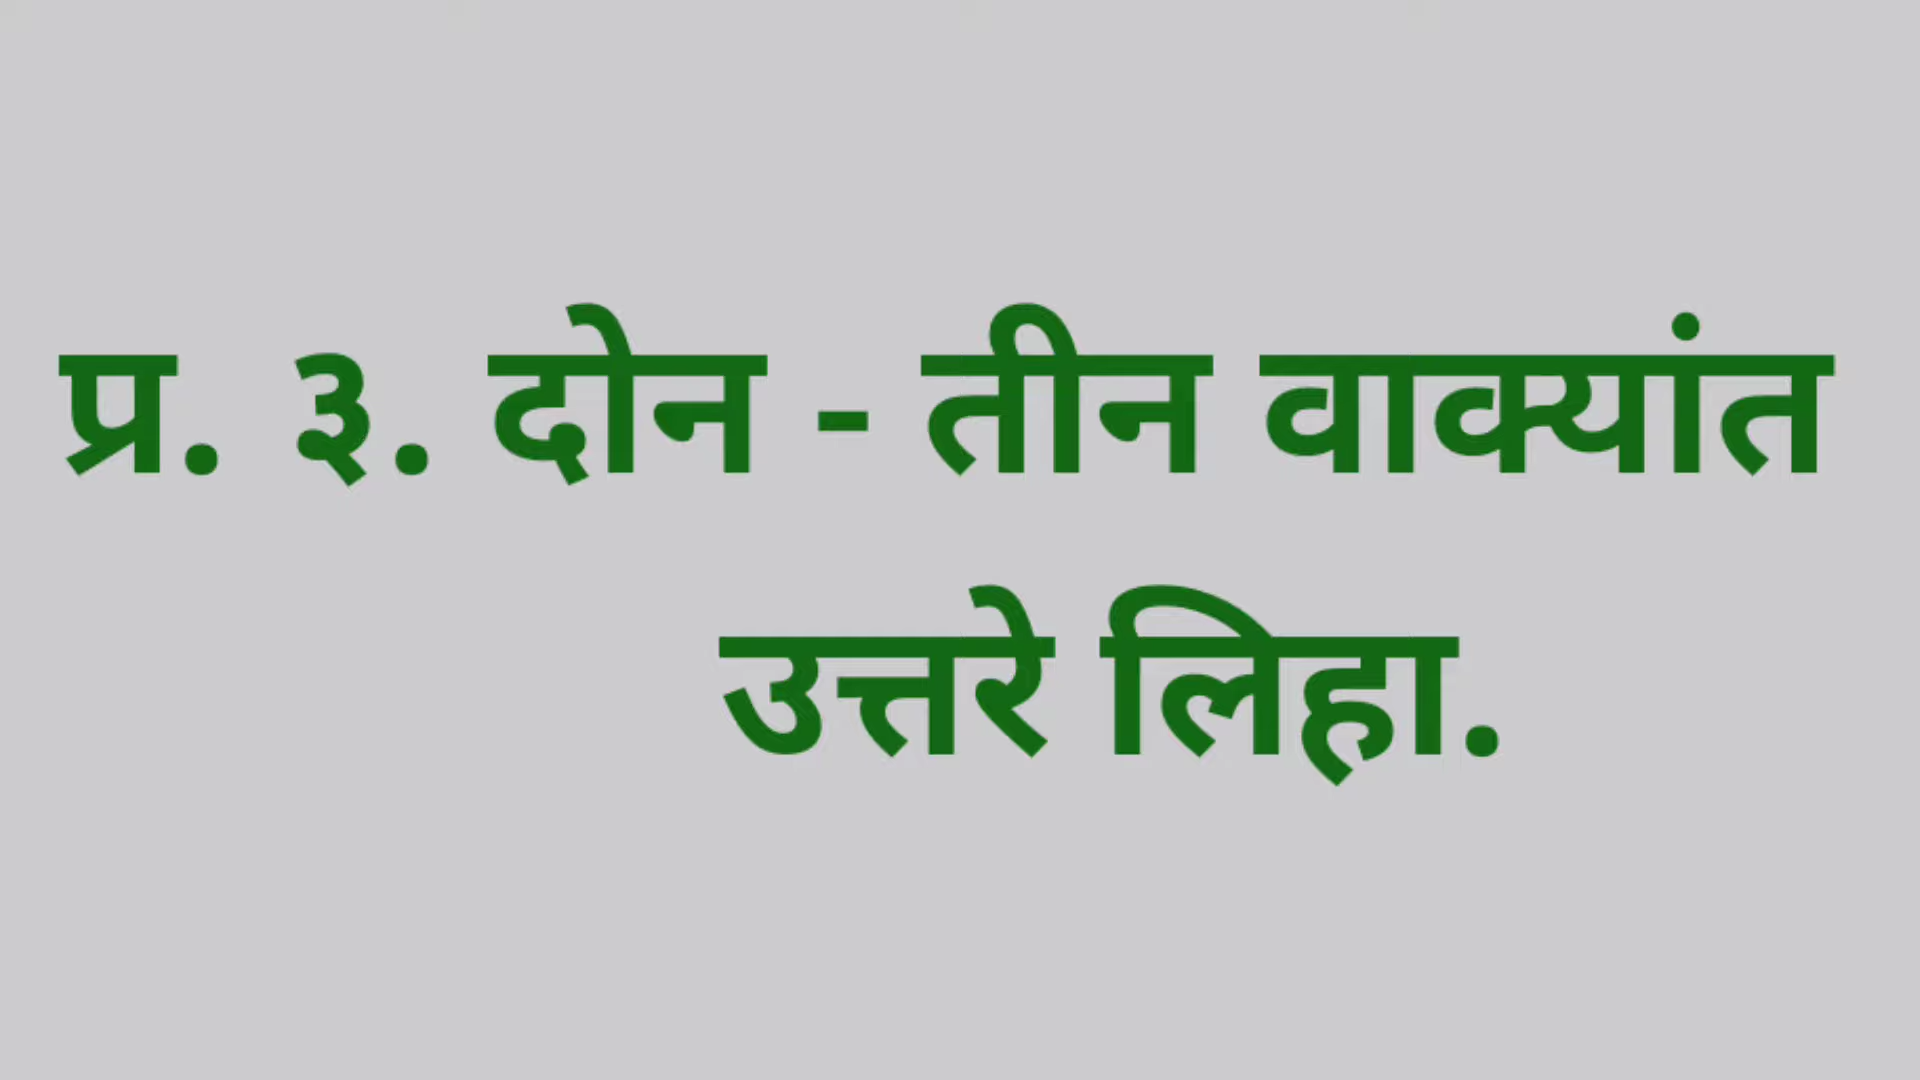 प्र. ३. दोन - तीन वाक्यांत
उत्तरे लिहा.